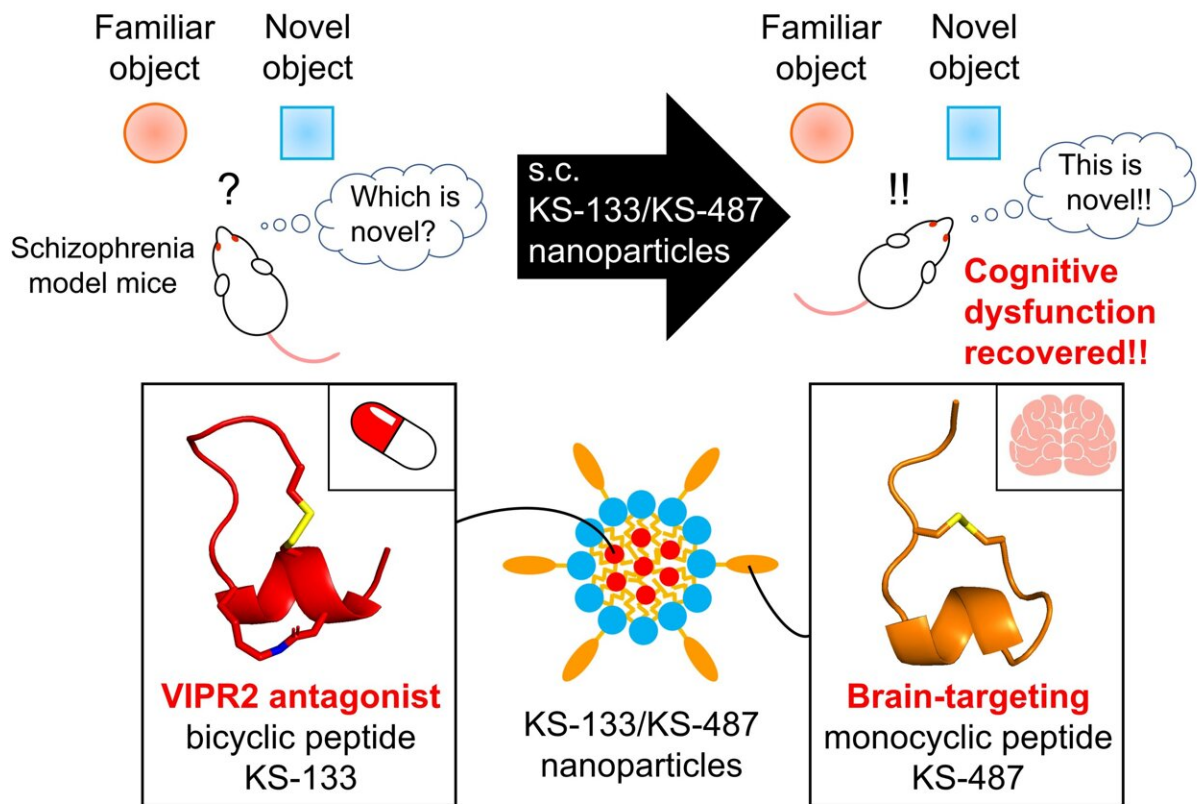 Familiar
object
Novel
object
?
Which is
novel?
Schizophrenia
model mice
s.c.
KS-133/KS-487
nanoparticles
Familiar
object
Novel
object
!!
This is
novel!!
Cognitive
dysfunction
recovered!!
VIPR2 antagonist
bicyclic peptide
KS-133
KS-133/KS-487
nanoparticles
Brain-targeting
monocyclic peptide
KS-487